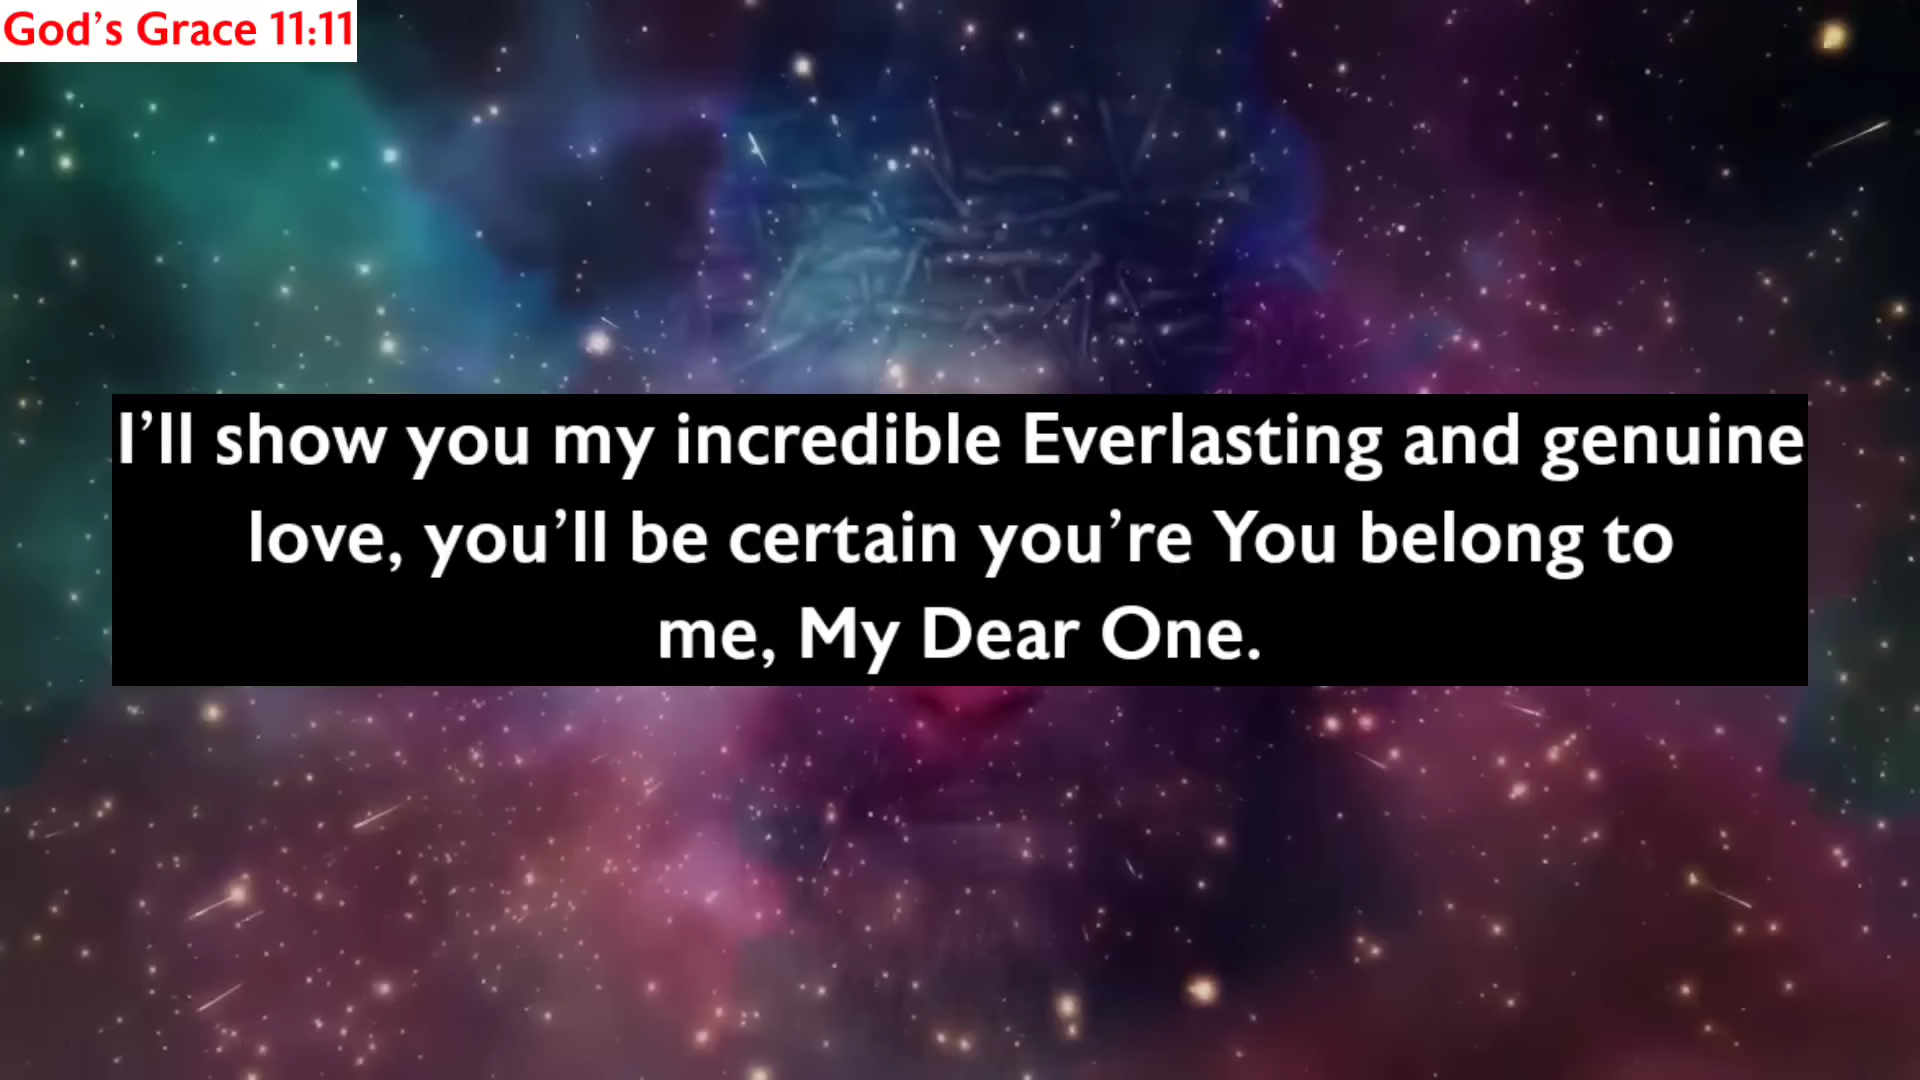 God’s Grace 11:11
I’ll show you my incredible Everlasting and genuine
love, you’ll be certain you’re You belong to
me, My Dear One.